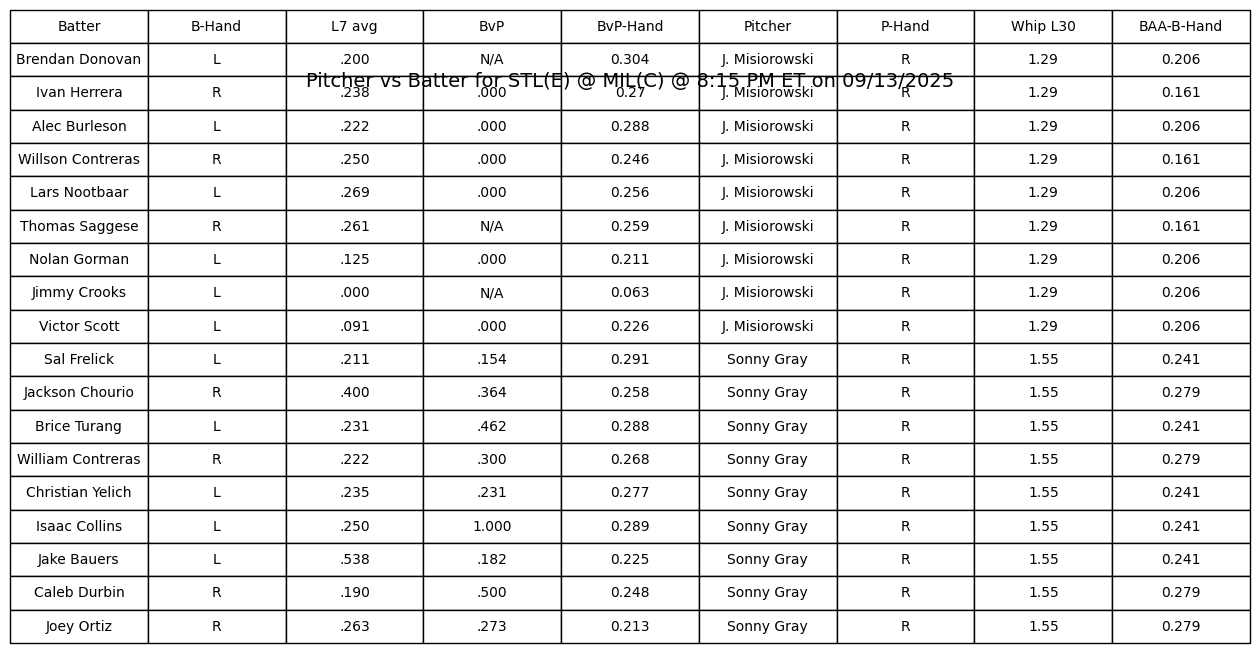 Batter B-Hand L7 avg BvP BvP-Hand Pitcher P-Hand Whip L30 BAA-B-Hand
Brendan Donovan L .200 N/A 0.304 J. Misiorowski R 1.29 0.206
Pitcher vs Batter for STL(E) @ MIL(C) @ 8:15 PM ET on 09/13/2025
Ivan Herrera R .238 .000 0.27 J. Misiorowski R 1.29 0.161
Alec Burleson L .222 .000 0.288 J. Misiorowski R 1.29 0.206
Willson Contreras R .250 .000 0.246 J. Misiorowski R 1.29 0.161
Lars Nootbaar L .269 .000 0.256 J. Misiorowski R 1.29 0.206
Thomas Saggese R .261 N/A 0.259 J. Misiorowski R 1.29 0.161
Nolan Gorman L .125 .000 0.211 J. Misiorowski R 1.29 0.206
Jimmy Crooks L .000 N/A 0.063 J. Misiorowski R 1.29 0.206
Victor Scott L .091 .000 0.226 J. Misiorowski R 1.29 0.206
Sal Frelick L .211 .154 0.291 Sonny Gray R 1.55 0.241
Jackson Chourio R .400 .364 0.258 Sonny Gray R 1.55 0.279
Brice Turang L .231 .462 0.288 Sonny Gray R 1.55 0.241
William Contreras R .222 .300 0.268 Sonny Gray R 1.55 0.279
Christian Yelich L .235 .231 0.277 Sonny Gray R 1.55 0.241
Isaac Collins L .250 1.000 0.289 Sonny Gray R 1.55 0.241
Jake Bauers L .538 .182 0.225 Sonny Gray R 1.55 0.241
Caleb Durbin R .190 .500 0.248 Sonny Gray R 1.55 0.279
Joey Ortiz R .263 .273 0.213 Sonny Gray R 1.55 0.279